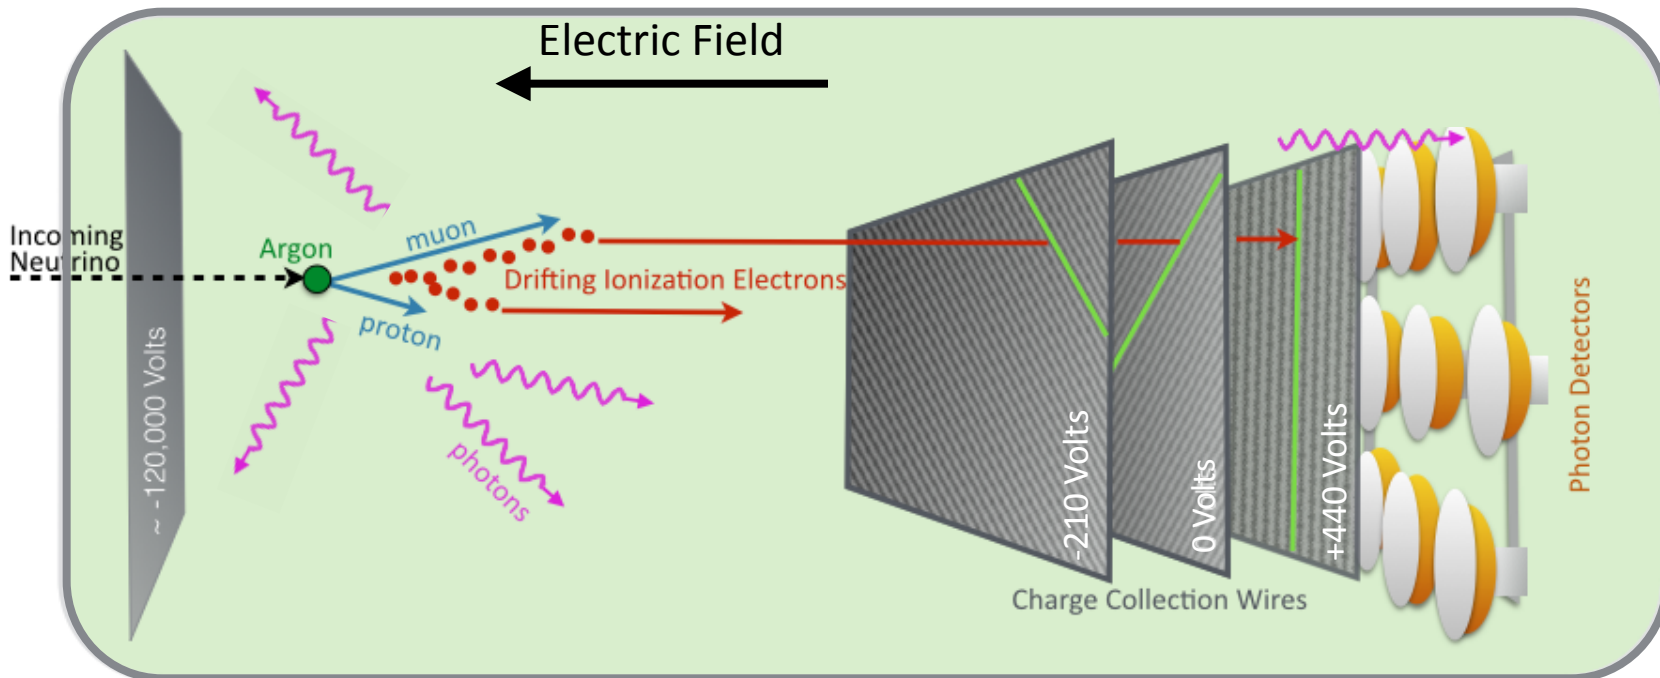 Electric Field
Incoming
Neutrino
Argon
muon
Drifting Ionization Electrons
proton
photons
~ -120,000 Volts
-210 Volts
0 Volts
+440 Volts
Charge Collection Wires
Photon Detectors